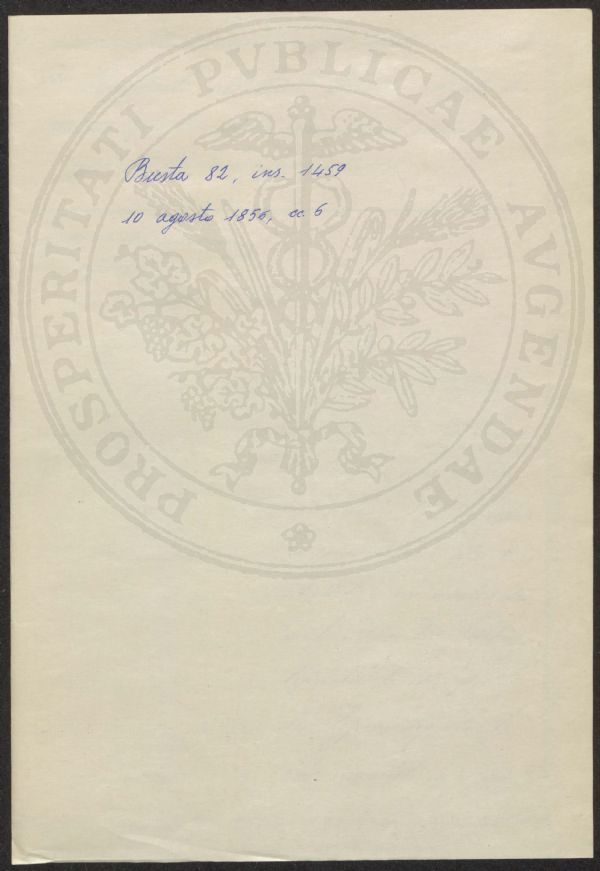 PROSPERITATI PVBLICAE AVGENDAE
Busta 82, ins. 1459
10 agosto 1856, cc. 6